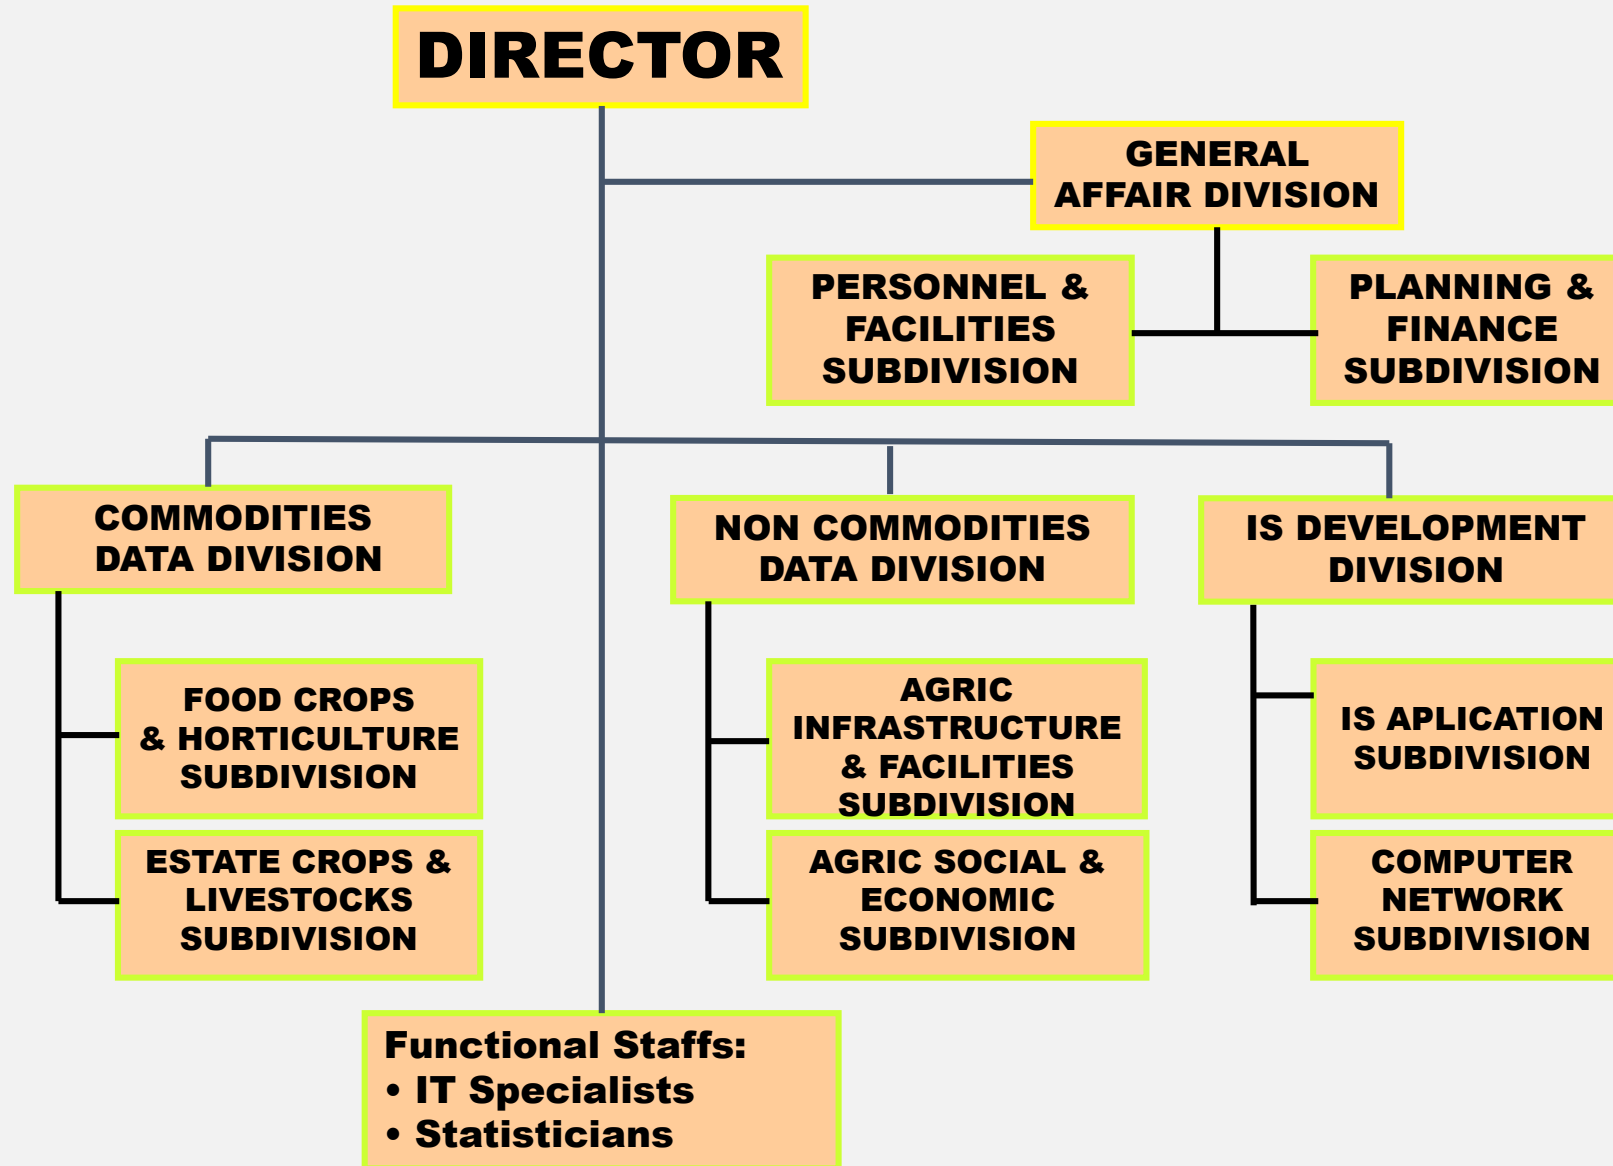 DIRECTOR
GENERAL
AFFAIR DIVISION
PERSONNEL &
FACILITIES
SUBDIVISION
PLANNING &
FINANCE
SUBDIVISION
COMMODITIES
DATA DIVISION
NON COMMODITIES
DATA DIVISION
IS DEVELOPMENT
DIVISION
FOOD CROPS
& HORTICULTURE
SUBDIVISION
AGRIC
INFRASTRUCTURE
& FACILITIES
SUBDIVISION
IS APLICATION
SUBDIVISION
ESTATE CROPS &
LIVESTOCKS
SUBDIVISION
AGRIC SOCIAL &
ECONOMIC
SUBDIVISION
COMPUTER
NETWORK
SUBDIVISION
Functional Staffs:
• IT Specialists
• Statisticians